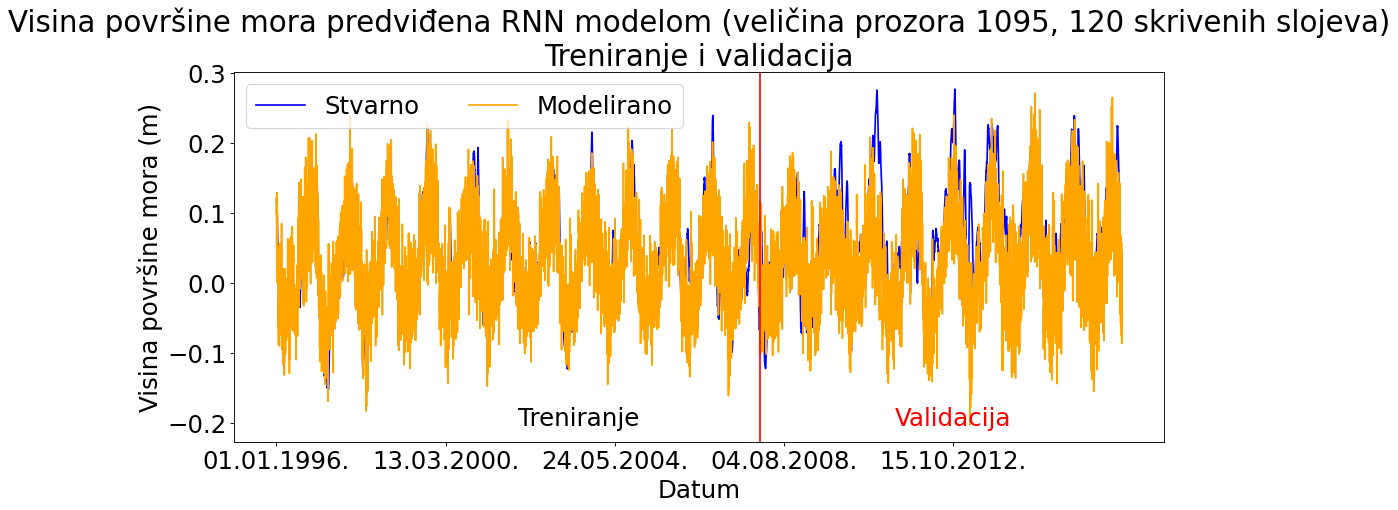 Visina površine mora predviđena RNN modelom (veličina prozora 1095, 120 skrivenih slojeva)
Treniranje i validacija
Stvarno
Modelirano
Visina površine mora (m)
0.3
0.2
0.1
0.0
−0.1
−0.2
Treniranje
Validacija
01.01.1996.
13.03.2000.
24.05.2004.
04.08.2008.
15.10.2012.
Datum